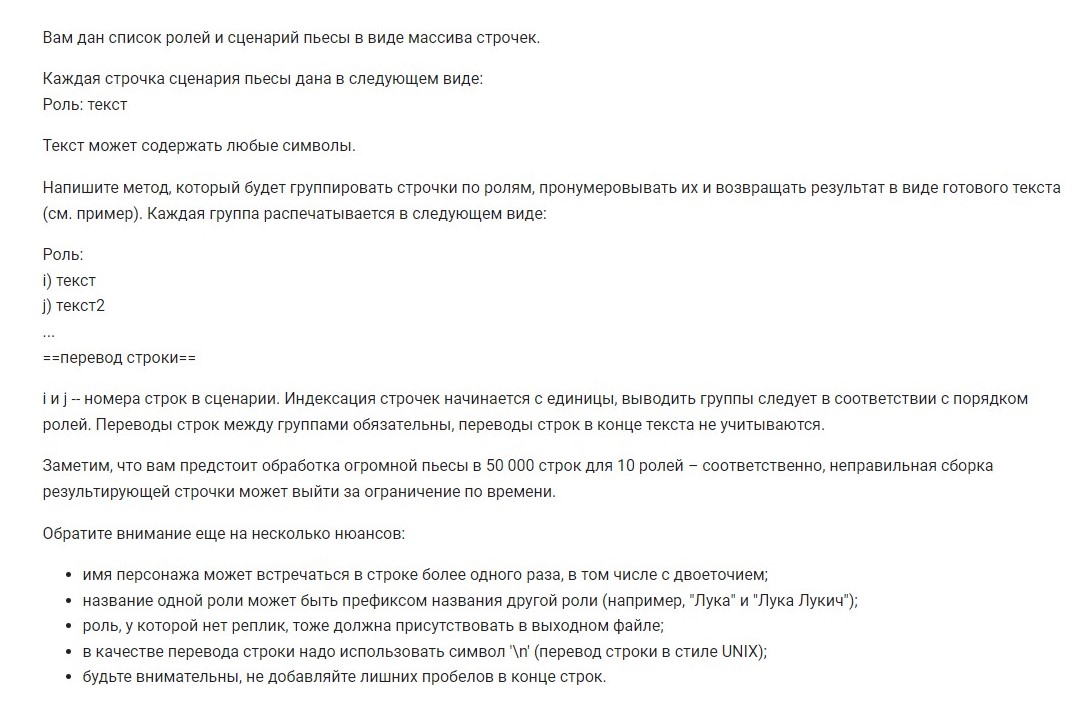 Вам дан список ролей и сценарий пьесы в виде массива строчек.
Каждая строчка сценария пьесы дана в следующем виде:
Роль: текст
Текст может содержать любые символы.
Напишите метод, который будет группировать строчки по ролям, пронумеровывать их и возвращать результат в виде готового текста
(см. пример). Каждая группа распечатывается в следующем виде:
Роль:
i) текст
j) текст2
...
==перевод строки==
i и j -- номера строк в сценарии. Индексация строчек начинается с единицы, выводить группы следует в соответствии с порядком
ролей. Переводы строк между группами обязательны, переводы строк в конце текста не учитываются.
Заметим, что вам предстоит обработка огромной пьесы в 50 000 строк для 10 ролей – соответственно, неправильная сборка
результирующей строчки может выйти за ограничение по времени.
Обратите внимание еще на несколько нюансов:
• имя персонажа может встречаться в строке более одного раза, в том числе с двоеточием;
• название одной роли может быть префиксом названия другой роли (например, "Лука" и "Лука Лукич");
• роль, у которой нет реплик, тоже должна присутствовать в выходном файле;
• в качестве перевода строки надо использовать символ '\n' (перевод строки в стиле UNIX);
• будьте внимательны, не добавляйте лишних пробелов в конце строк.